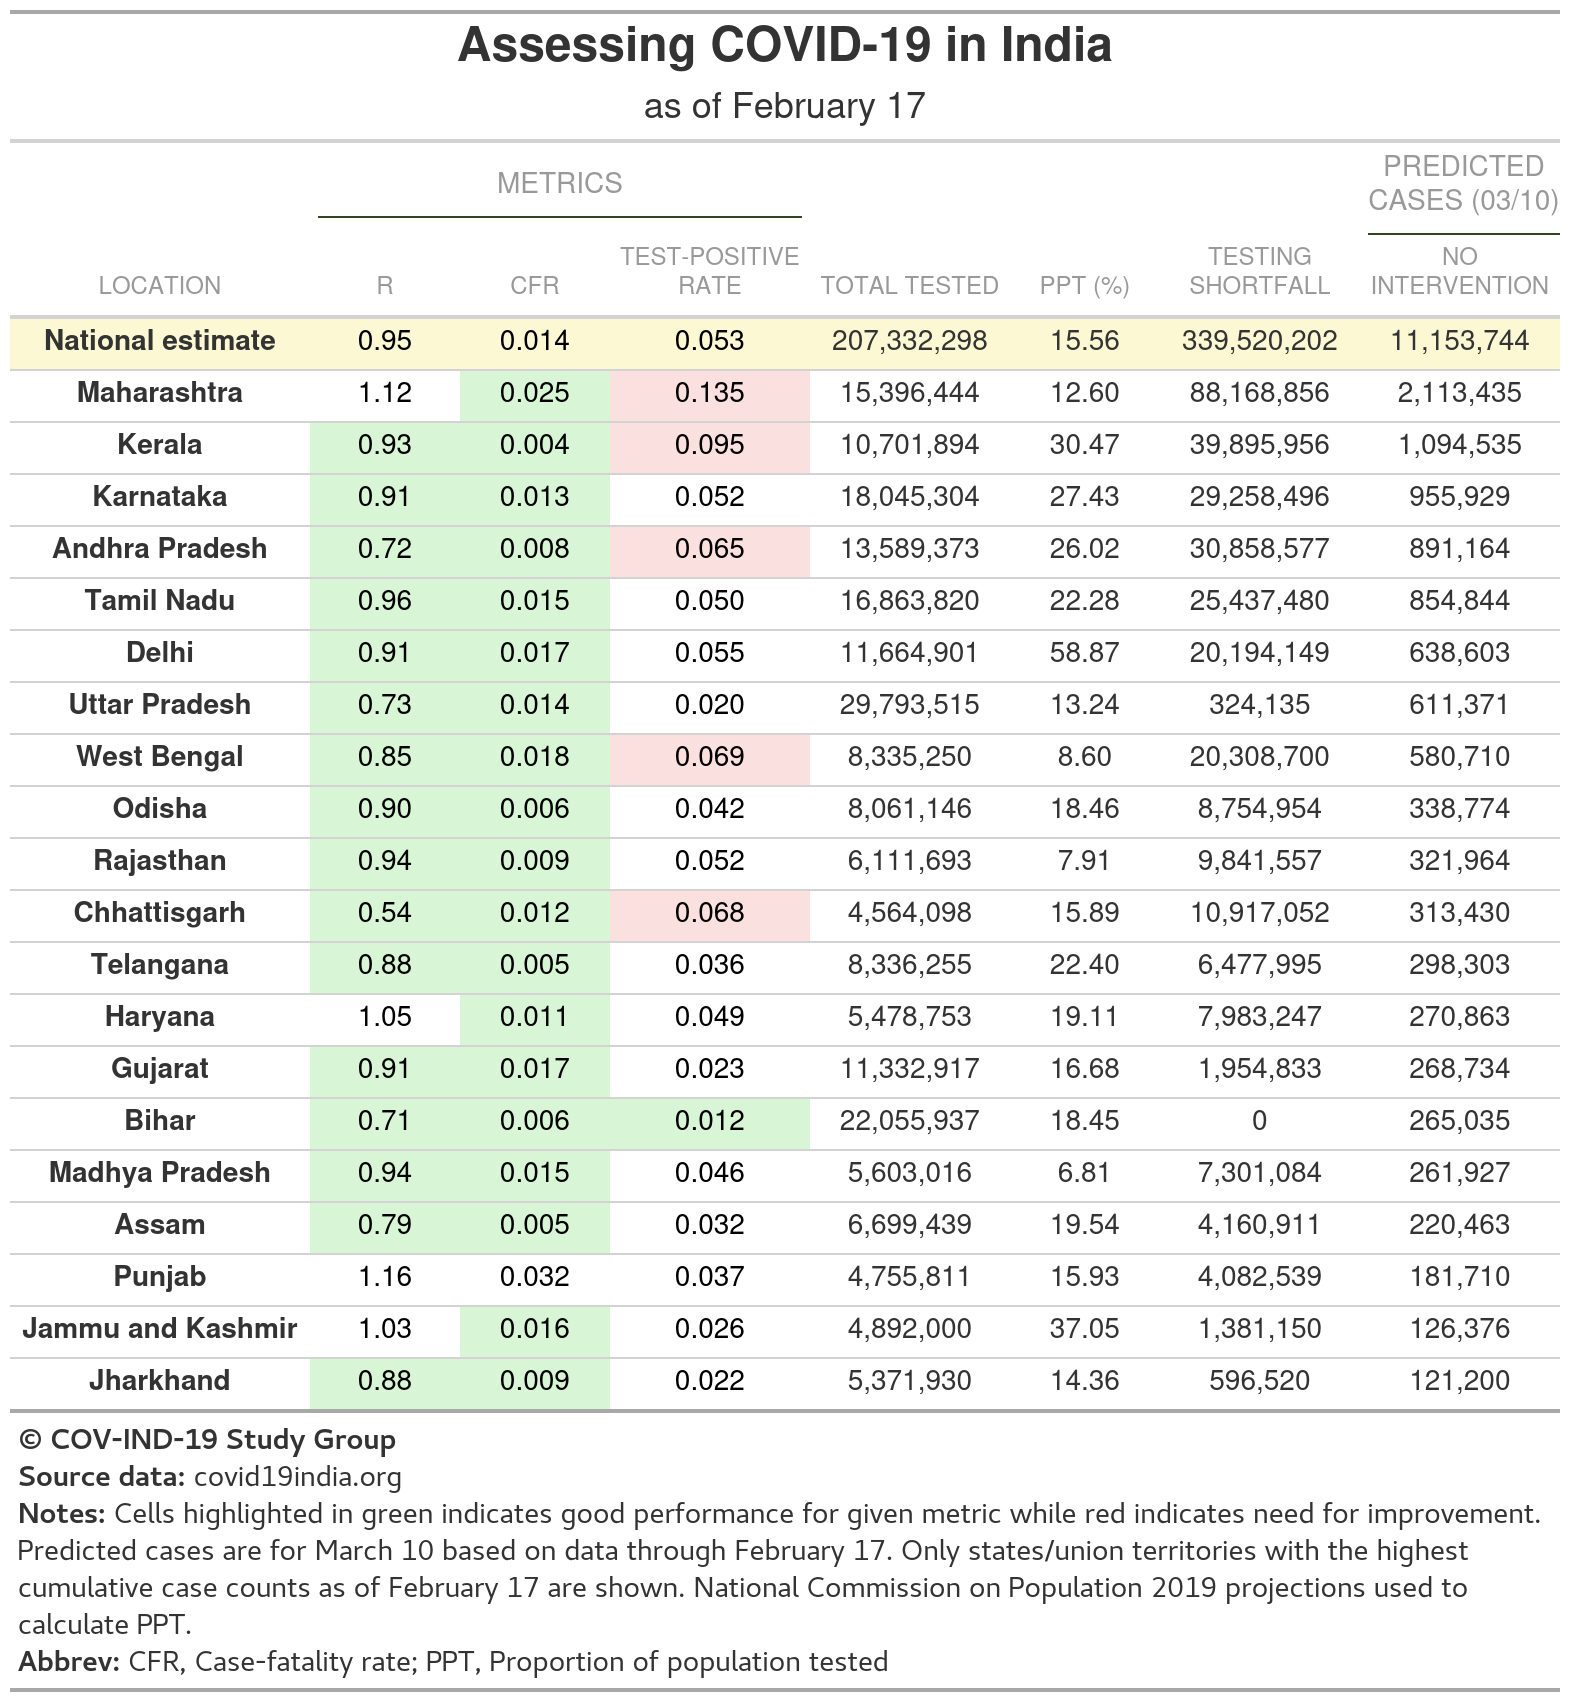 Assessing COVID-19 in India
as of February 17
METRICS
PREDICTED
CASES (03/10)
LOCATION R CFR TEST-POSITIVE RATE TOTAL TESTED PPT (%) TESTING SHORTFALL NO INTERVENTION
National estimate 0.95 0.014 0.053 207,332,298 15.56 339,520,202 11,153,744
Maharashtra 1.12 0.025 0.135 15,396,444 12.60 88,168,856 2,113,435
Kerala 0.93 0.004 0.095 10,701,894 30.47 39,895,956 1,094,535
Karnataka 0.91 0.013 0.052 18,045,304 27.43 29,258,496 955,929
Andhra Pradesh 0.72 0.008 0.065 13,589,373 26.02 30,858,577 891,164
Tamil Nadu 0.96 0.015 0.050 16,863,820 22.28 25,437,480 854,844
Delhi 0.91 0.017 0.055 11,664,901 58.87 20,194,149 638,603
Uttar Pradesh 0.73 0.014 0.020 29,793,515 13.24 324,135 611,371
West Bengal 0.85 0.018 0.069 8,335,250 8.60 20,308,700 580,710
Odisha 0.90 0.006 0.042 8,061,146 18.46 8,754,954 338,774
Rajasthan 0.94 0.009 0.052 6,111,693 7.91 9,841,557 321,964
Chhattisgarh 0.54 0.012 0.068 4,564,098 15.89 10,917,052 313,430
Telangana 0.88 0.005 0.036 8,336,255 22.40 6,477,995 298,303
Haryana 1.05 0.011 0.049 5,478,753 19.11 7,983,247 270,863
Gujarat 0.91 0.017 0.023 11,332,917 16.68 1,954,833 268,734
Bihar 0.71 0.006 0.012 22,055,937 18.45 0 265,035
Madhya Pradesh 0.94 0.015 0.046 5,603,016 6.81 7,301,084 261,927
Assam 0.79 0.005 0.032 6,699,439 19.54 4,160,911 220,463
Punjab 1.16 0.032 0.037 4,755,811 15.93 4,082,539 181,710
Jammu and Kashmir 1.03 0.016 0.026 4,892,000 37.05 1,381,150 126,376
Jharkhand 0.88 0.009 0.022 5,371,930 14.36 596,520 121,200
© COV-IND-19 Study Group
Source data: covid19india.org
Notes: Cells highlighted in green indicates good performance for given metric while red indicates need for improvement.
Predicted cases are for March 10 based on data through February 17. Only states/union territories with the highest
cumulative case counts as of February 17 are shown. National Commission on Population 2019 projections used to
calculate PPT.
Abbrev: CFR, Case-fatality rate; PPT, Proportion of population tested